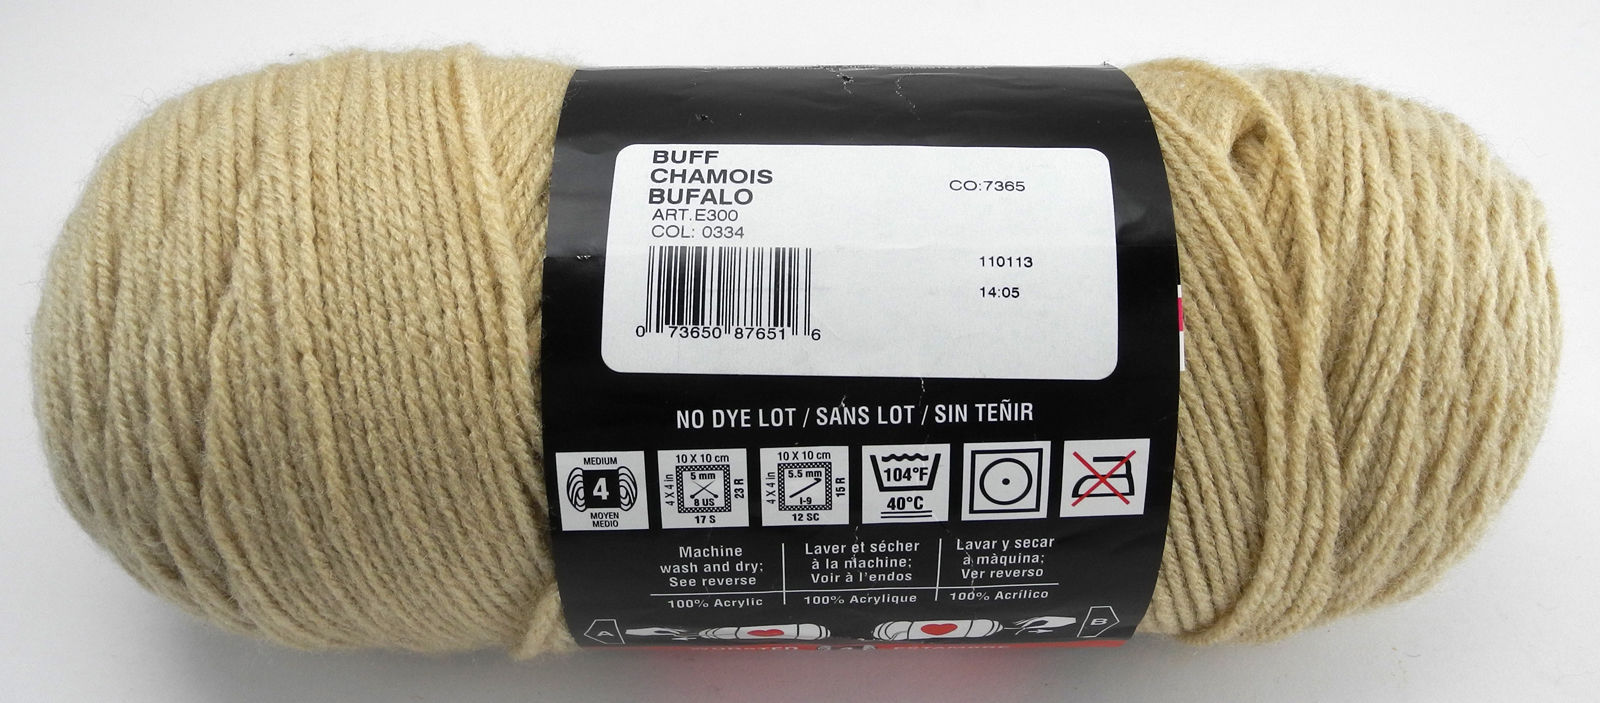 BUFF
CHAMOIS
BUFALO
ART.E300
COL: 0334
CO:7365
110113
14:05
0 73650 87651 6
NO DYE LOT / SANS LOT / SIN TEÑIR
MEDIUM
4
MOYEN
MEDIO
10 X 10 cm
4 X 4 in
5 mm
8 US
23 R
17 S
10 X 10 cm
4 X 4 in
5.5 mm
I-9
15 R
12 SC
104°F
40°C
Machine
wash and dry;
See reverse
100% Acrylic
Laver et sécher
à la machine;
Voir à l'endos
100% Acrylique
Lavar y secar
a màquina;
Ver reverso
100% Acrílico
A
B